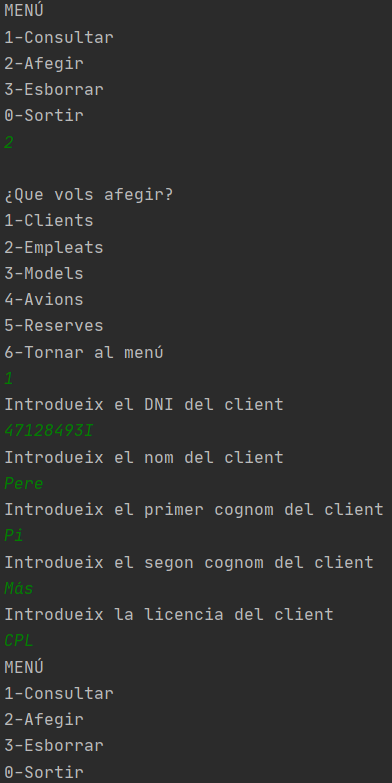 MENÚ
1-Consultar
2-Afegir
3-Esborrar
0-Sortir
2
¿Que vols afegir?
1-Clients
2-Empleats
3-Models
4-Avions
5-Reserves
6-Tornar al menú
1
Introdueix el DNI del client
47128493I
Introdueix el nom del client
Pere
Introdueix el primer cognom del client
Pi
Introdueix el segon cognom del client
Más
Introdueix la licencia del client
CPL
MENÚ
1-Consultar
2-Afegir
3-Esborrar
0-Sortir